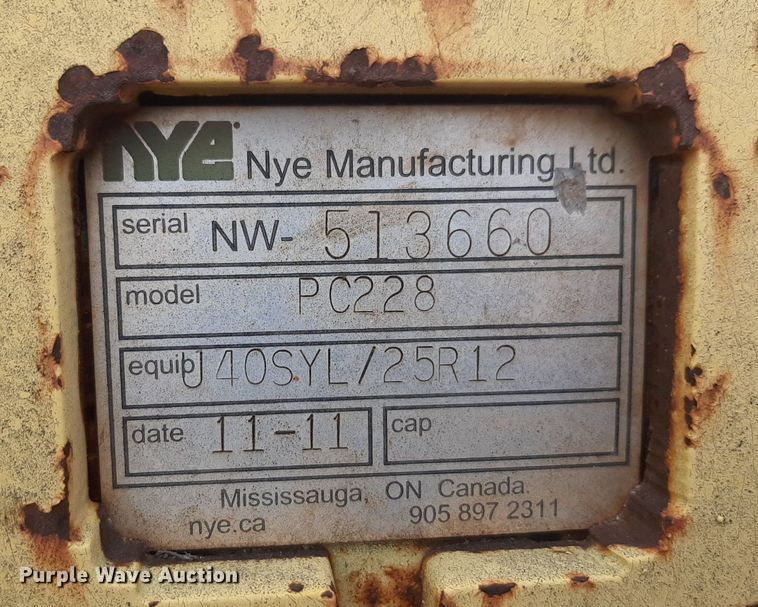 NYE Nye Manufacturing Ltd.
serial NW- 513660
model PC228
equip U40SYL/25R12
date 11-11 cap
Mississauga, ON Canada.
nye.ca 905 897 2311
Purple Wave Auction